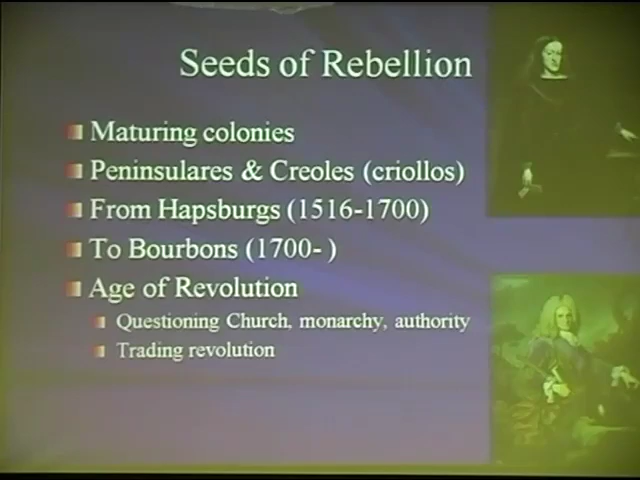 Seeds of Rebellion
Maturing colonies
Peninsulares & Creoles (criollos)
From Hapsburgs (1516-1700)
To Bourbons (1700- )
Age of Revolution
Questioning Church, monarchy, authority
Trading revolution